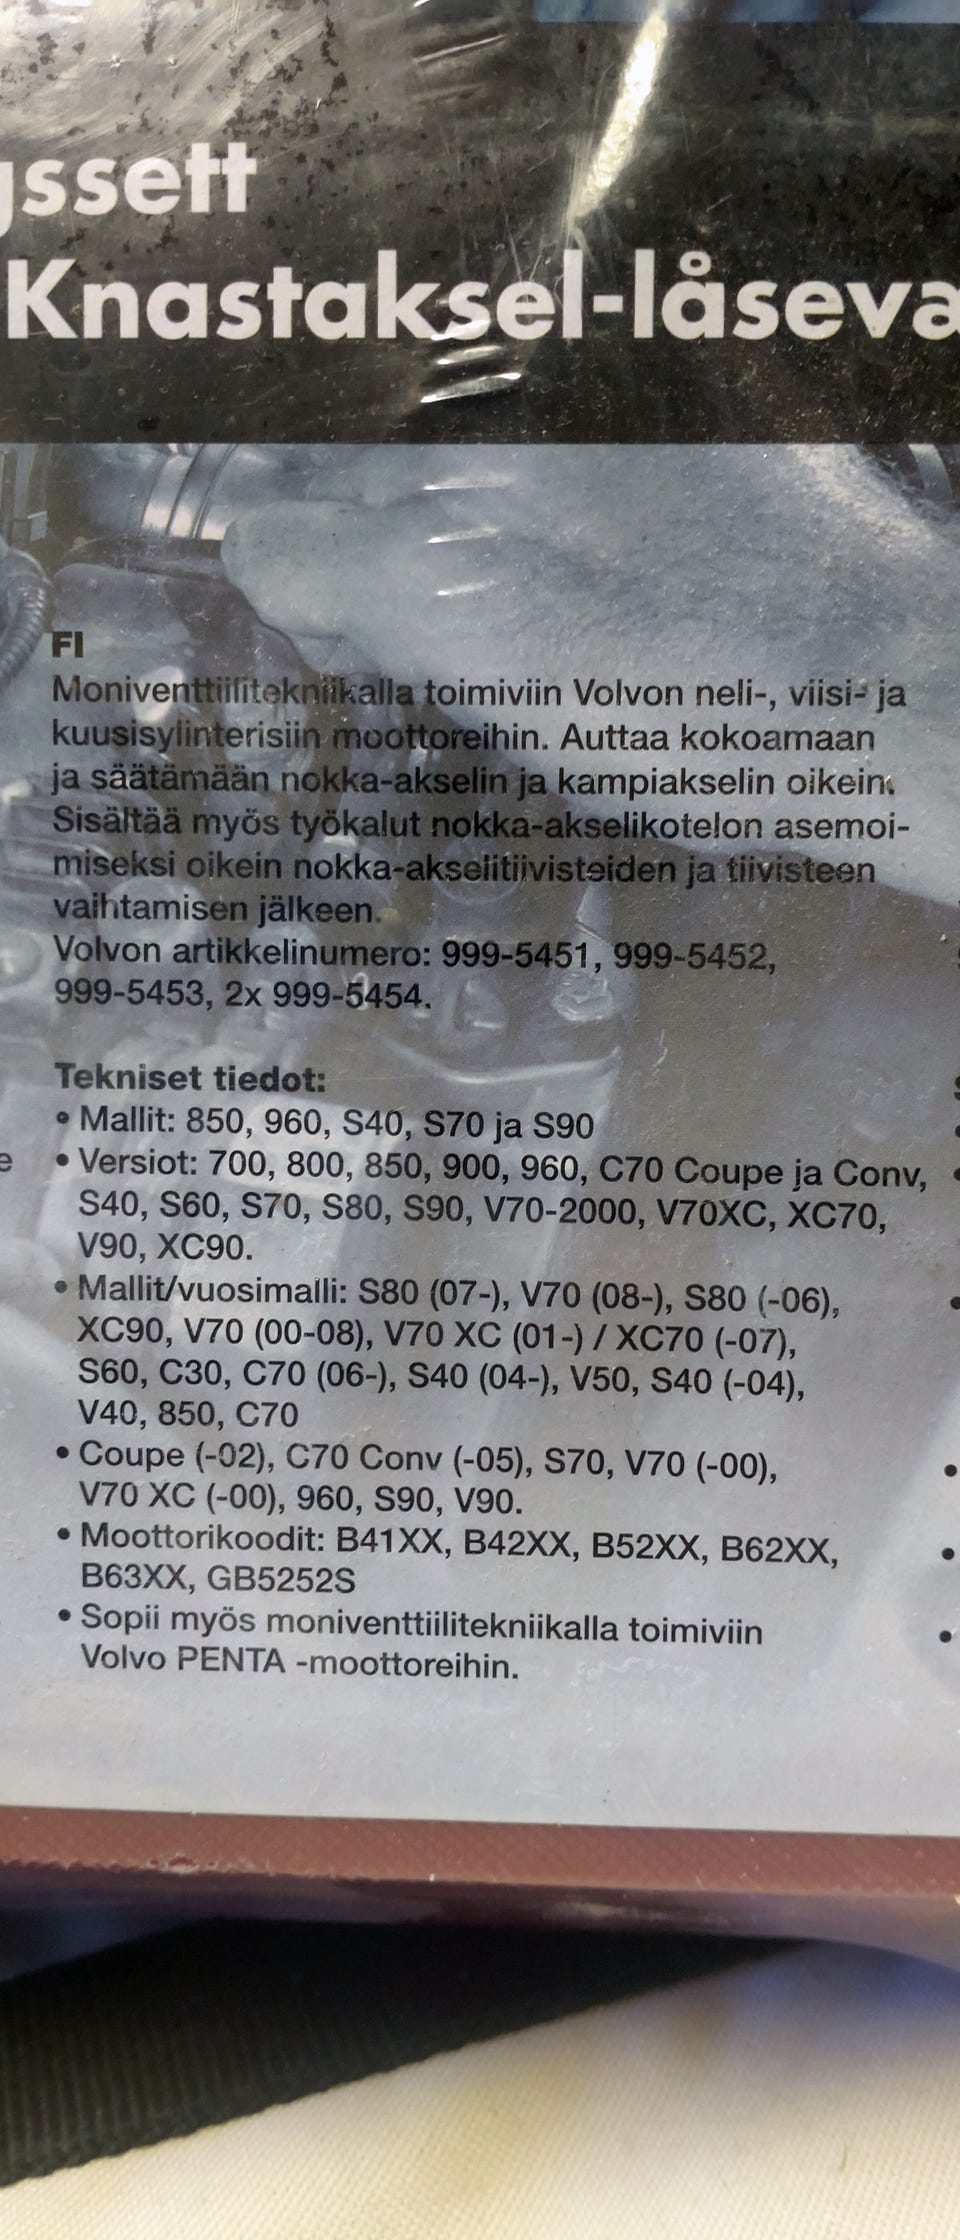 ssett
Knastaksel-låseva
FI
Moniventtiilitekniikalla toimiviin Volvon neli-, viisi- ja
kuusisylinterisiin moottoreihin. Auttaa kokoamaan
ja säätämään nokka-akselin ja kampiakselin oikein.
Sisältää myös työkalut nokka-akselikotelon asemoi-
miseksi oikein nokka-akselitiivisteiden ja tiivisteen
vaihtamisen jälkeen.
Volvon artikkelinumero: 999-5451, 999-5452,
999-5453, 2x 999-5454.
Tekniset tiedot:
• Mallit: 850, 960, S40, S70 ja S90
• Versiot: 700, 800, 850, 900, 960, C70 Coupe ja Conv,
S40, S60, S70, S80, S90, V70-2000, V70XC, XC70,
V90, XC90.
• Mallit/vuosimalli: S80 (07-), V70 (08-), S80 (-06),
XC90, V70 (00-08), V70 XC (01-) / XC70 (-07),
S60, C30, C70 (06-), S40 (04-), V50, S40 (-04),
V40, 850, C70
• Coupe (-02), C70 Conv (-05), S70, V70 (-00),
V70 XC (-00), 960, S90, V90.
• Moottorikoodit: B41XX, B42XX, B52XX, B62XX,
B63XX, GB5252S
• Sopii myös moniventtiilitekniikalla toimiviin
Volvo PENTA -moottoreihin.